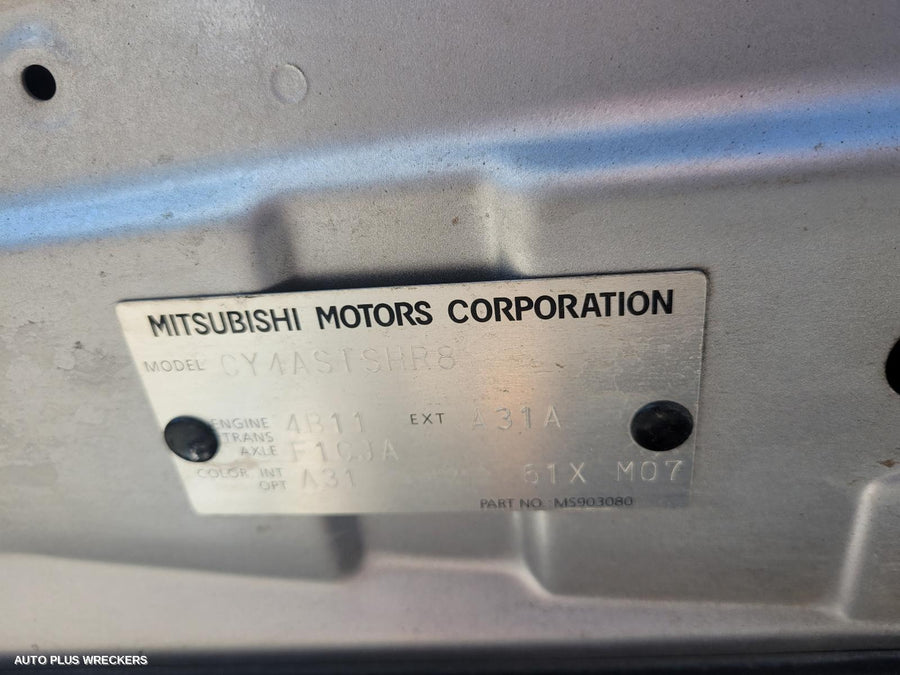 MITSUBISHI MOTORS CORPORATION
MODEL CY4ASTSHR8
ENGINE 4B11 EXT A31A
TRANS
AXLE F1CJA
COLOR INT A31 61X M07
OPT
PART NO. MS903080
AUTO PLUS WRECKERS